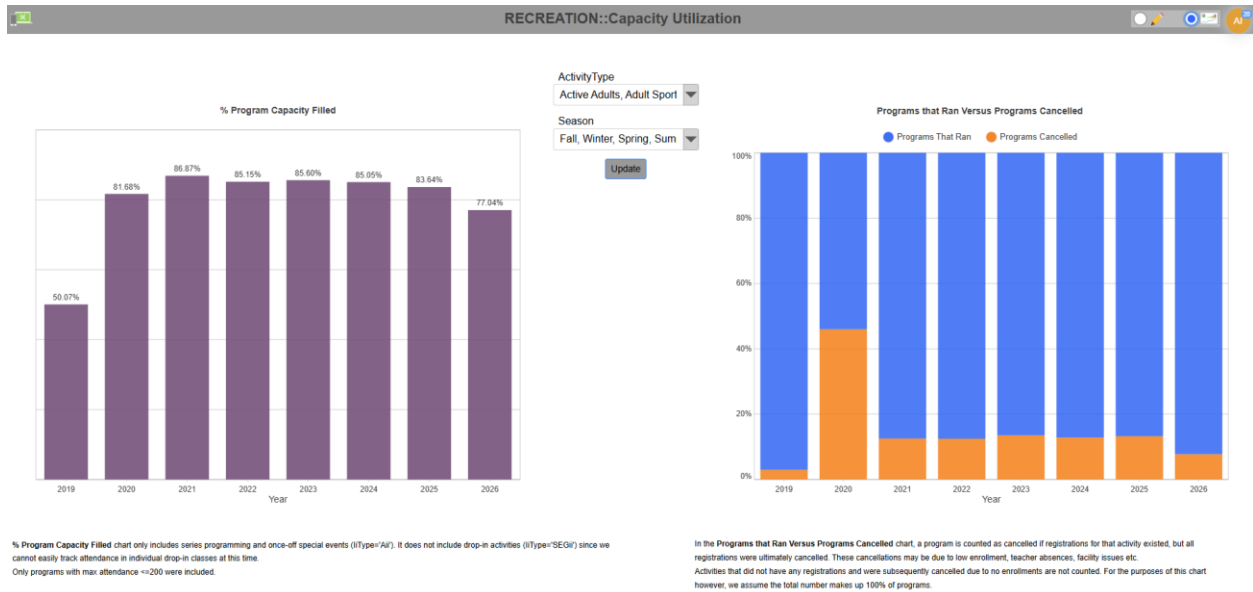 RECREATION::Capacity Utilization
AI
% Program Capacity Filled
50.07%
81.68%
86.87%
85.15%
85.60%
85.05%
83.64%
77.04%
2019 2020 2021 2022 2023 2024 2025 2026
Year
ActivityType
Active Adults, Adult Sport
Season
Fall, Winter, Spring, Sum
Update
Programs that Ran Versus Programs Cancelled
Programs That Ran Programs Cancelled
100%
80%
60%
40%
20%
0%
2019 2020 2021 2022 2023 2024 2025 2026
Year
% Program Capacity Filled chart only includes series programming and once-off special events (liType='Ail'). It does not include drop-in activities (liType='SEGil') since we
cannot easily track attendance in individual drop-in classes at this time.
Only programs with max attendance <=200 were included.
In the Programs that Ran Versus Programs Cancelled chart, a program is counted as cancelled if registrations for that activity existed, but all
registrations were ultimately cancelled. These cancellations may be due to low enrollment, teacher absences, facility issues etc.
Activities that did not have any registrations and were subsequently cancelled due to no enrollments are not counted. For the purposes of this chart
however, we assume the total number makes up 100% of programs.